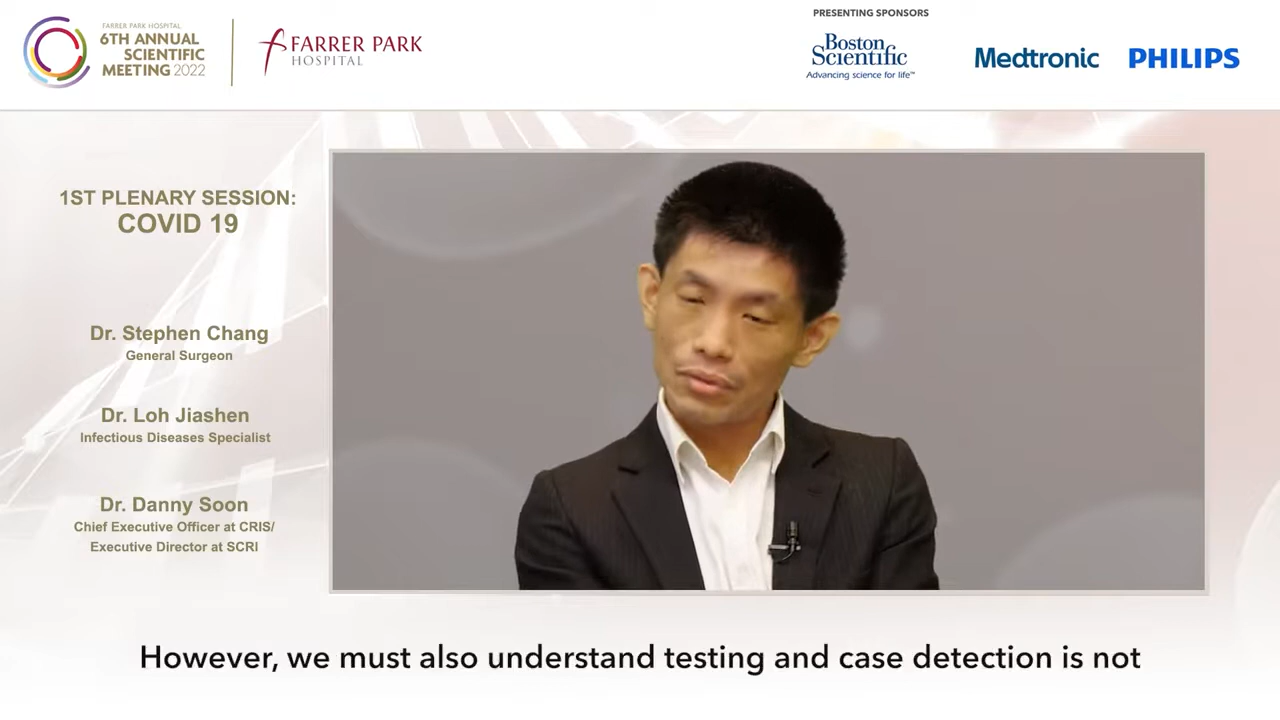 FARRER PARK HOSPITAL
6TH ANNUAL
SCIENTIFIC
MEETING 2022
FARRER PARK
HOSPITAL
PRESENTING SPONSORS
Boston
Scientific
Advancing science for life™
Medtronic
PHILIPS
1ST PLENARY SESSION:
COVID 19
Dr. Stephen Chang
General Surgeon
Dr. Loh Jiashen
Infectious Diseases Specialist
Dr. Danny Soon
Chief Executive Officer at CRIS/
Executive Director at SCRI
However, we must also understand testing and case detection is not